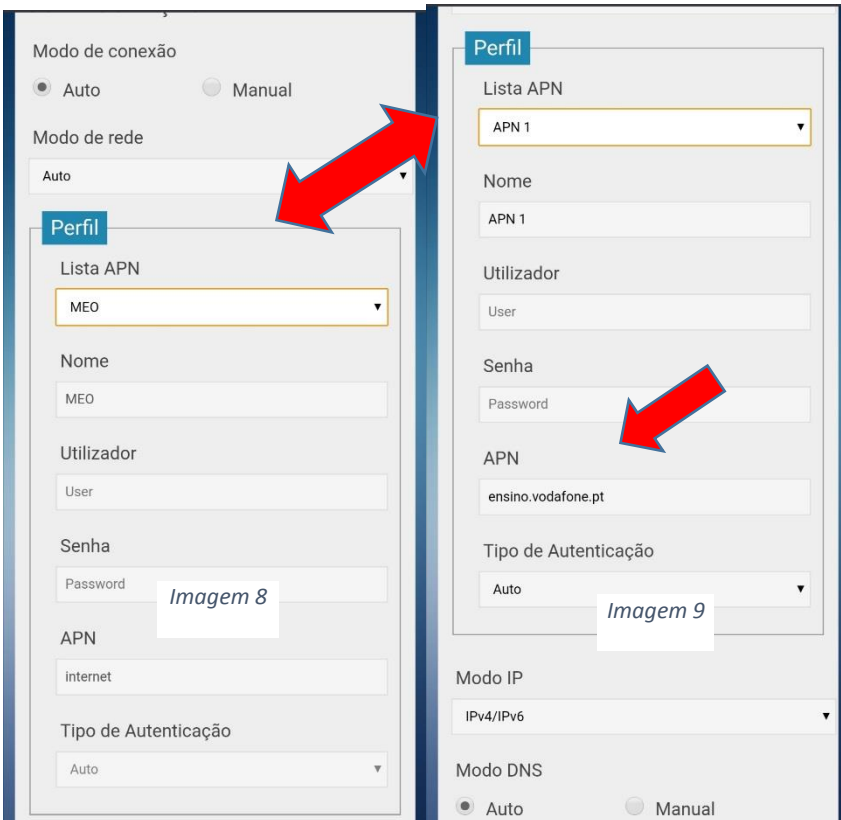 Modo de conexão
Auto
Manual
Modo de rede
Auto
Perfil
Lista APN
MEO
Nome
MEO
Utilizador
User
Senha
Password
Imagem 8
APN
internet
Tipo de Autenticação
Auto
Perfil
Lista APN
APN 1
Nome
APN 1
Utilizador
User
Senha
Password
APN
ensino.vodafone.pt
Tipo de Autenticação
Auto
Imagem 9
Modo IP
IPv4/IPv6
Modo DNS
Auto
Manual